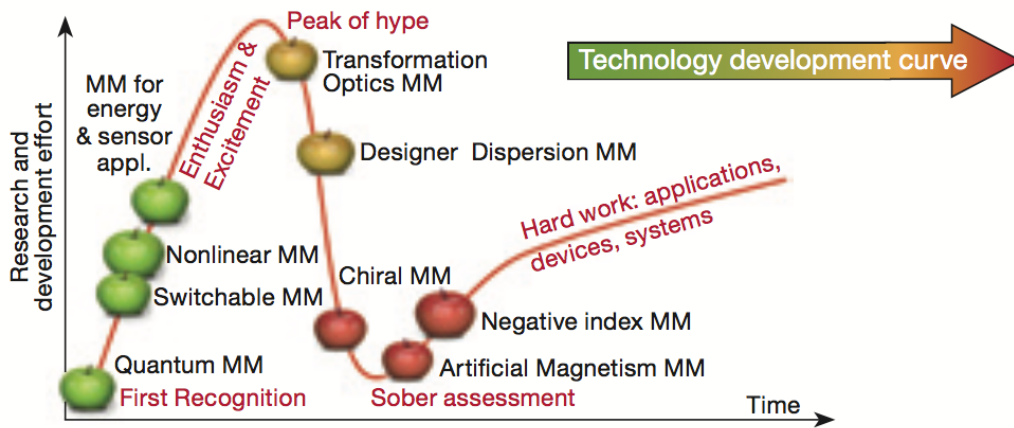 Peak of hype
Technology development curve
Transformation
Optics MM
MM for
energy
& sensor
appl.
Enthusiasm &
Excitement
Designer Dispersion MM
Research and
development effort
Hard work: applications,
devices, systems
Nonlinear MM
Switchable MM
Chiral MM
Negative index MM
Quantum MM
Artificial Magnetism MM
First Recognition
Sober assessment
Time